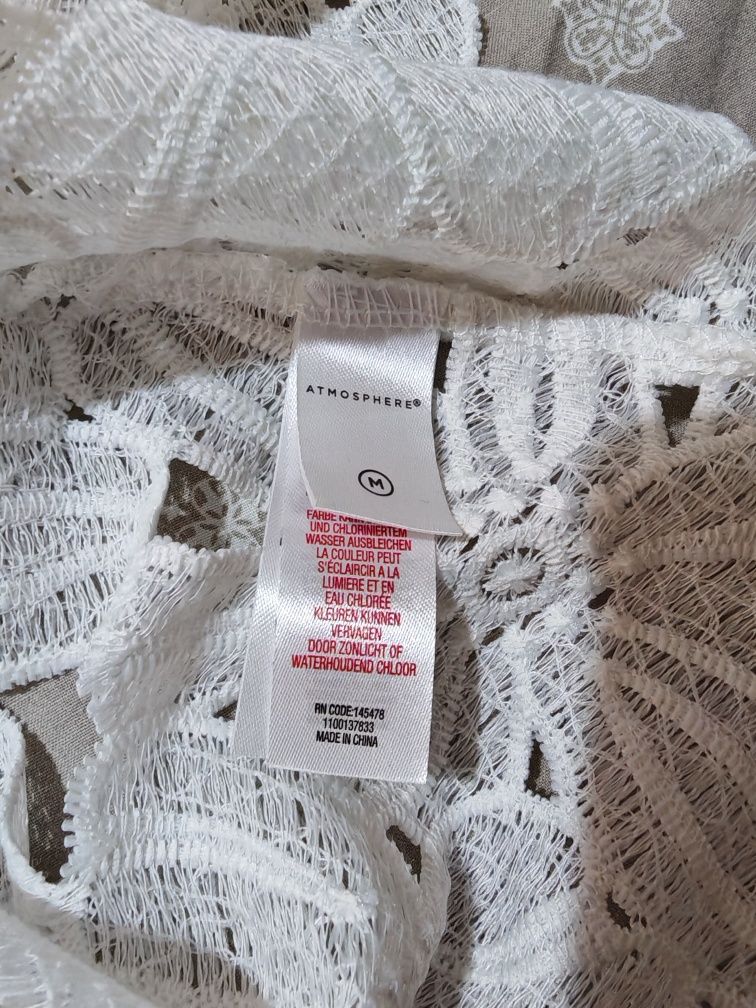 ATMOSPHERE®
M
FARBE
UND CHLORINIERTEM
WASSER AUSBLEICHEN
LA COULEUR PEUT
S'ÉCLAIRCIR A LA
LUMIERE ET EN
EAU CHLORÉE
KLEUREN KUNNEN
VERVAGEN
DOOR ZONLICHT OF
WATERHOUDEND CHLOOR
RN CODE:145478
1100137833
MADE IN CHINA